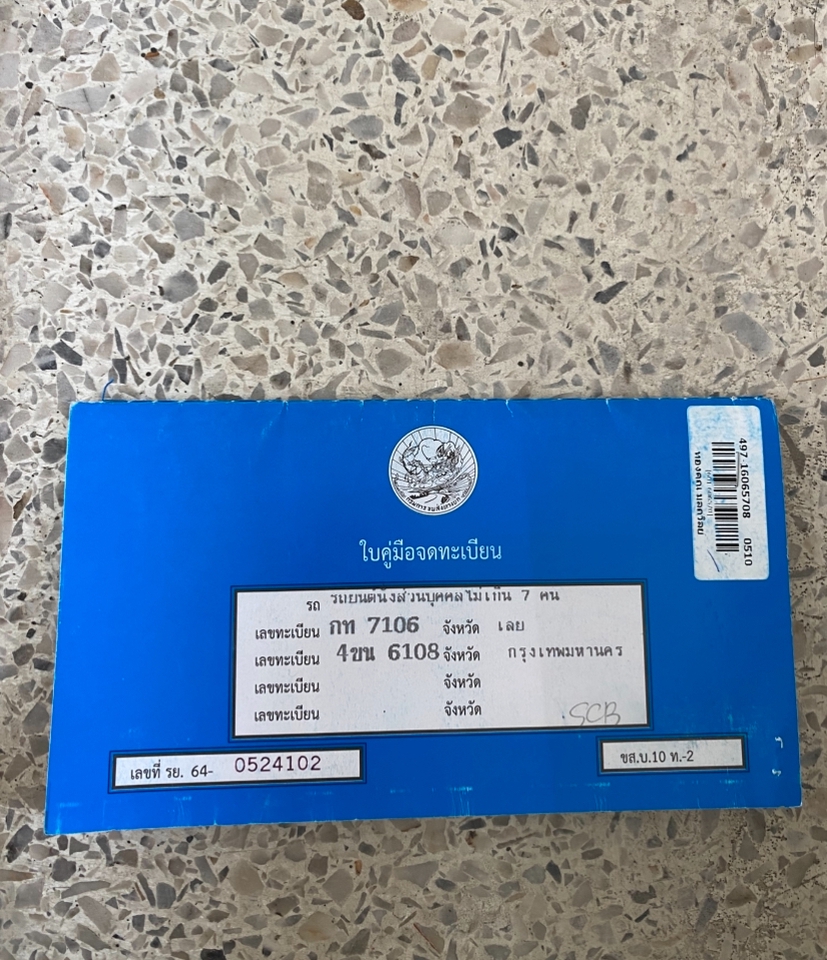 ใบคู่มือจดทะเบียน
รถ รถยนต์นั่งส่วนบุคคลไม่เกิน 7 คน
เลขทะเบียน กท 7106 จังหวัด เลย
เลขทะเบียน 4ขน 6108 จังหวัด กรุงเทพมหานคร
เลขทะเบียน จังหวัด
เลขทะเบียน จังหวัด
SCB
เลขที่ รย. 64- 0524102
ขส.บ.10 ท.-2
497-16065708 0510